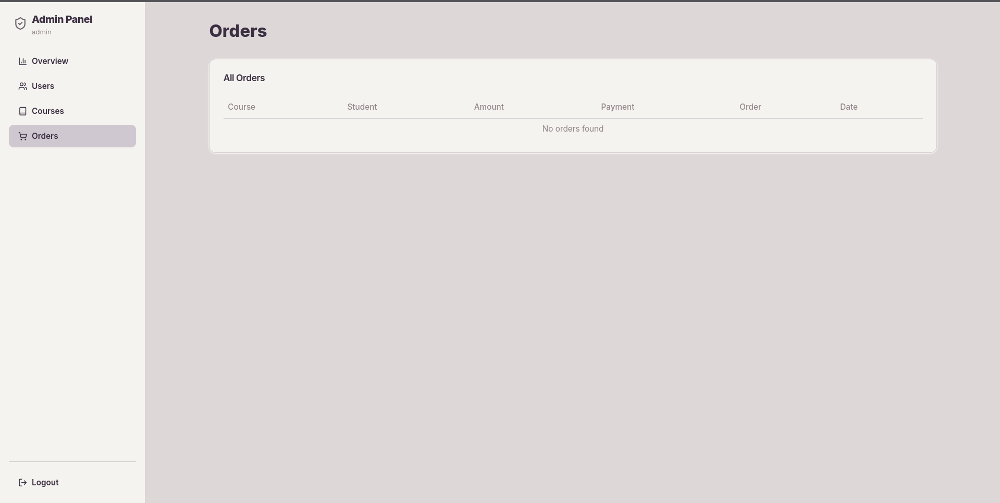 Admin Panel
admin
Overview
Users
Courses
Orders
Logout
Orders
All Orders
Course Student Amount Payment Order Date
No orders found